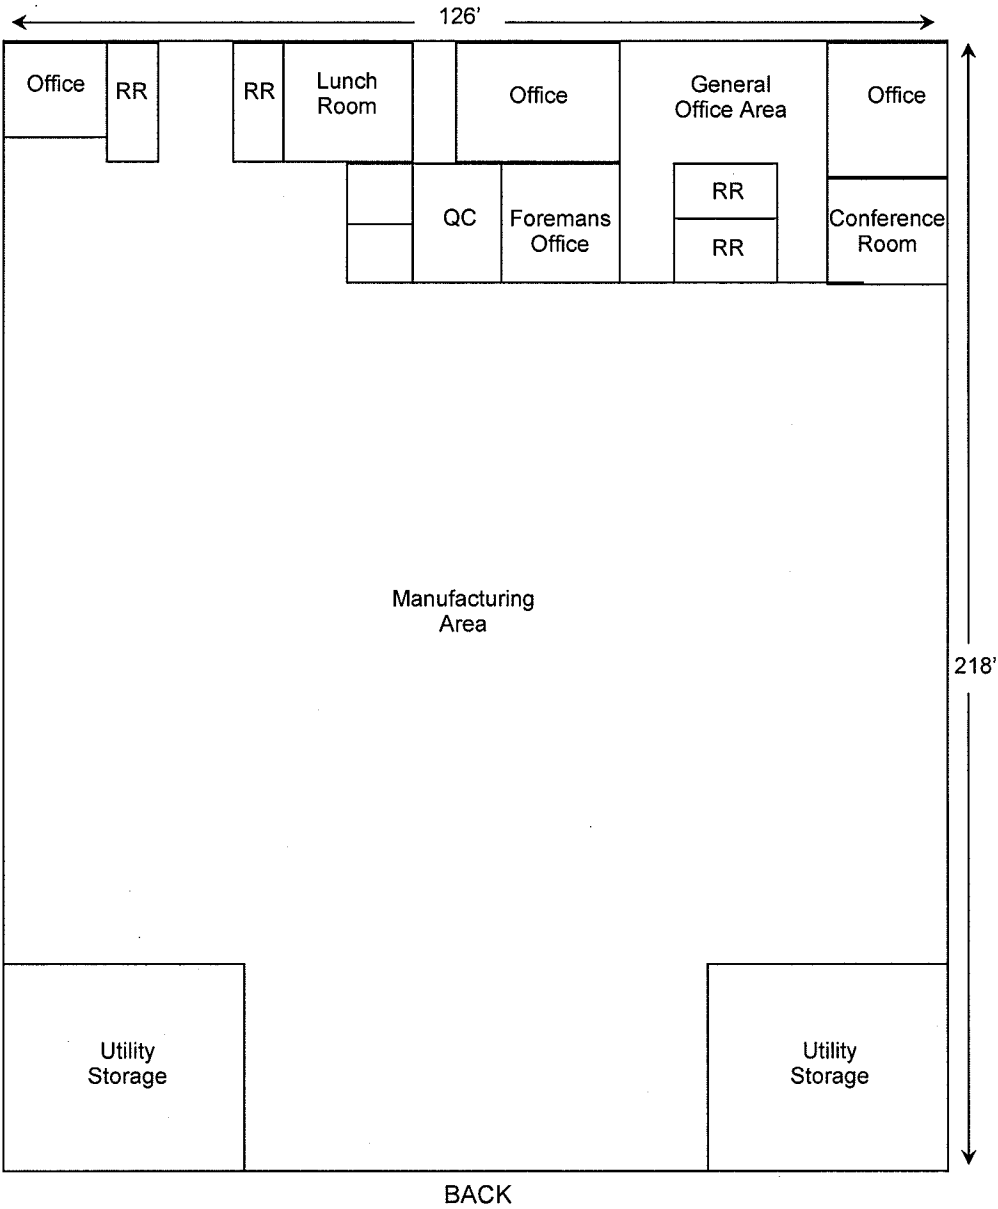 126’
Office
RR
RR
Lunch
Room
Office
General
Office Area
Office
QC
Foremans
Office
RR
RR
Conference
Room
Manufacturing
Area
218’
Utility
Storage
Utility
Storage
BACK